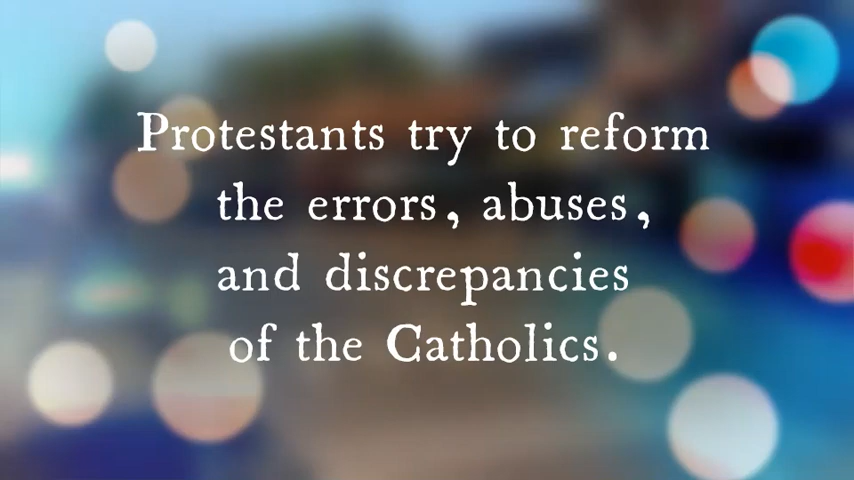 Protestants try to reform
the errors, abuses,
and discrepancies
of the Catholics.